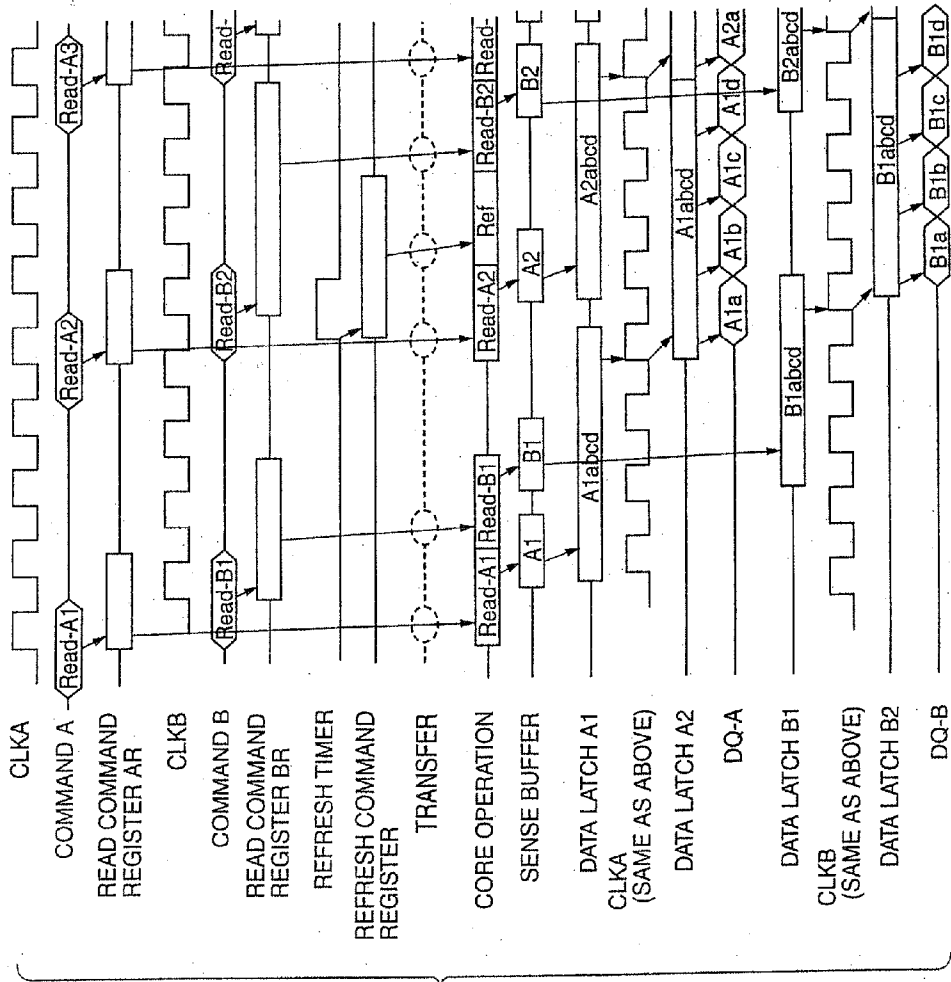 CLKA
COMMAND A
Read-A1
Read-A2
Read-A3
READ COMMAND
REGISTER AR
CLKB
COMMAND B
Read-B1
Read-B2
Read-
READ COMMAND
REGISTER BR
REFRESH TIMER
REFRESH COMMAND
REGISTER
TRANSFER
CORE OPERATION
Read-A1
Read-B1
Read-A2
Ref
Read-B2
Read-
SENSE BUFFER
A1
B1
A2
B2
DATA LATCH A1
A1abcd
A2abcd
CLKA
(SAME AS ABOVE)
DATA LATCH A2
A1abcd
DQ-A
A1a
A1b
A1c
A1d
A2a
DATA LATCH B1
B1abcd
B2abcd
CLKB
(SAME AS ABOVE)
DATA LATCH B2
B1abcd
DQ-B
B1a
B1b
B1c
B1d